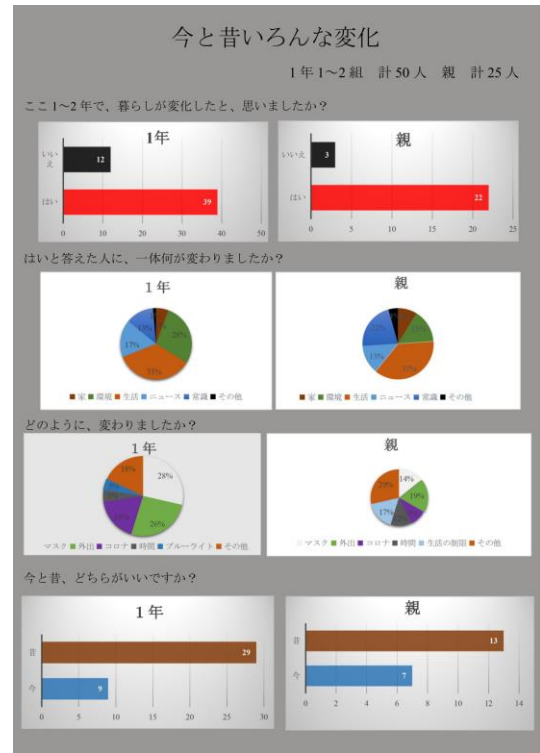 今と昔いろんな変化
1年1〜2組　計50人　親　計25人
ここ1〜2年で、暮らしが変化したと、思いましたか？
1年
いいえ
12
はい
39
0 10 20 30 40 50
親
いいえ
3
はい
22
0 5 10 15 20 25
はいと答えた人に、一体何が変わりましたか？
1年
28%
17%
13%
■家■環境■生活■ニュース■常識■その他
親
13%
■家■環境■生活■ニュース■常識■その他
どのように、変わりましたか？
1年
28%
26%
18%
マスク■外出■コロナ■時間■ブルーライト■その他
親
14%
19%
17%
29%
マスク■外出■コロナ■時間■生活の制限■その他
今と昔、どちらがいいですか？
1年
昔
29
今
9
0 5 10 15 20 25 30
親
昔
13
今
7
0 2 4 6 8 10 12 14